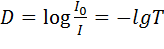 D = log I₀/I = −lgT